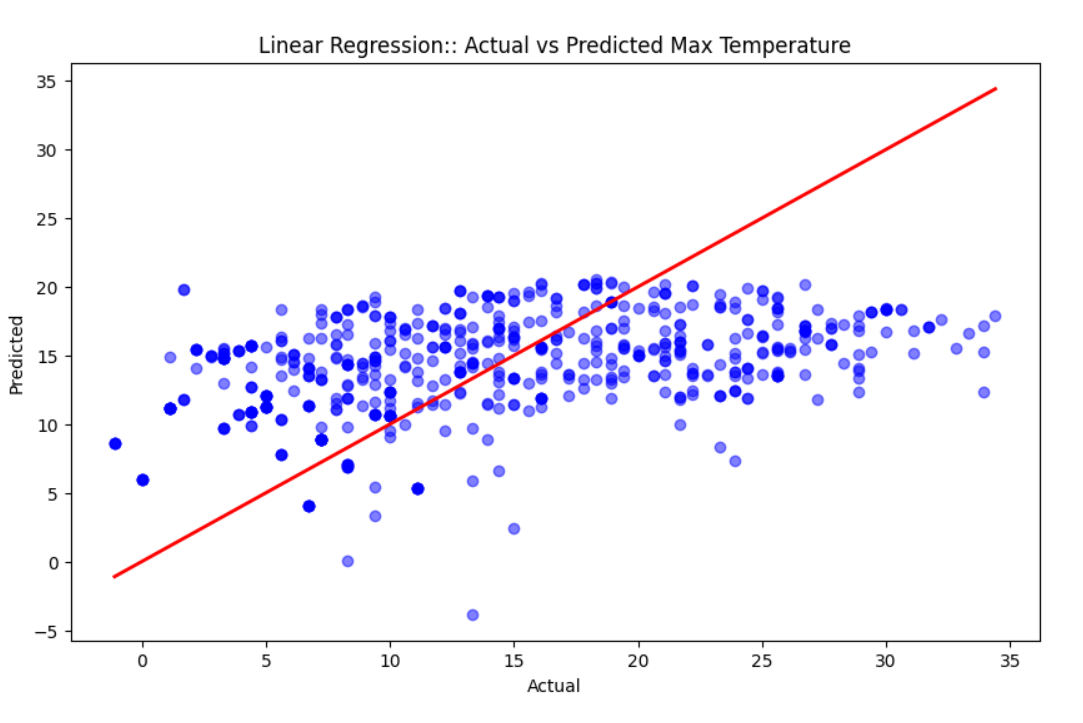 Linear Regression:: Actual vs Predicted Max Temperature
35
30
25
20
15
10
5
0
−5
Predicted
0 5 10 15 20 25 30 35
Actual